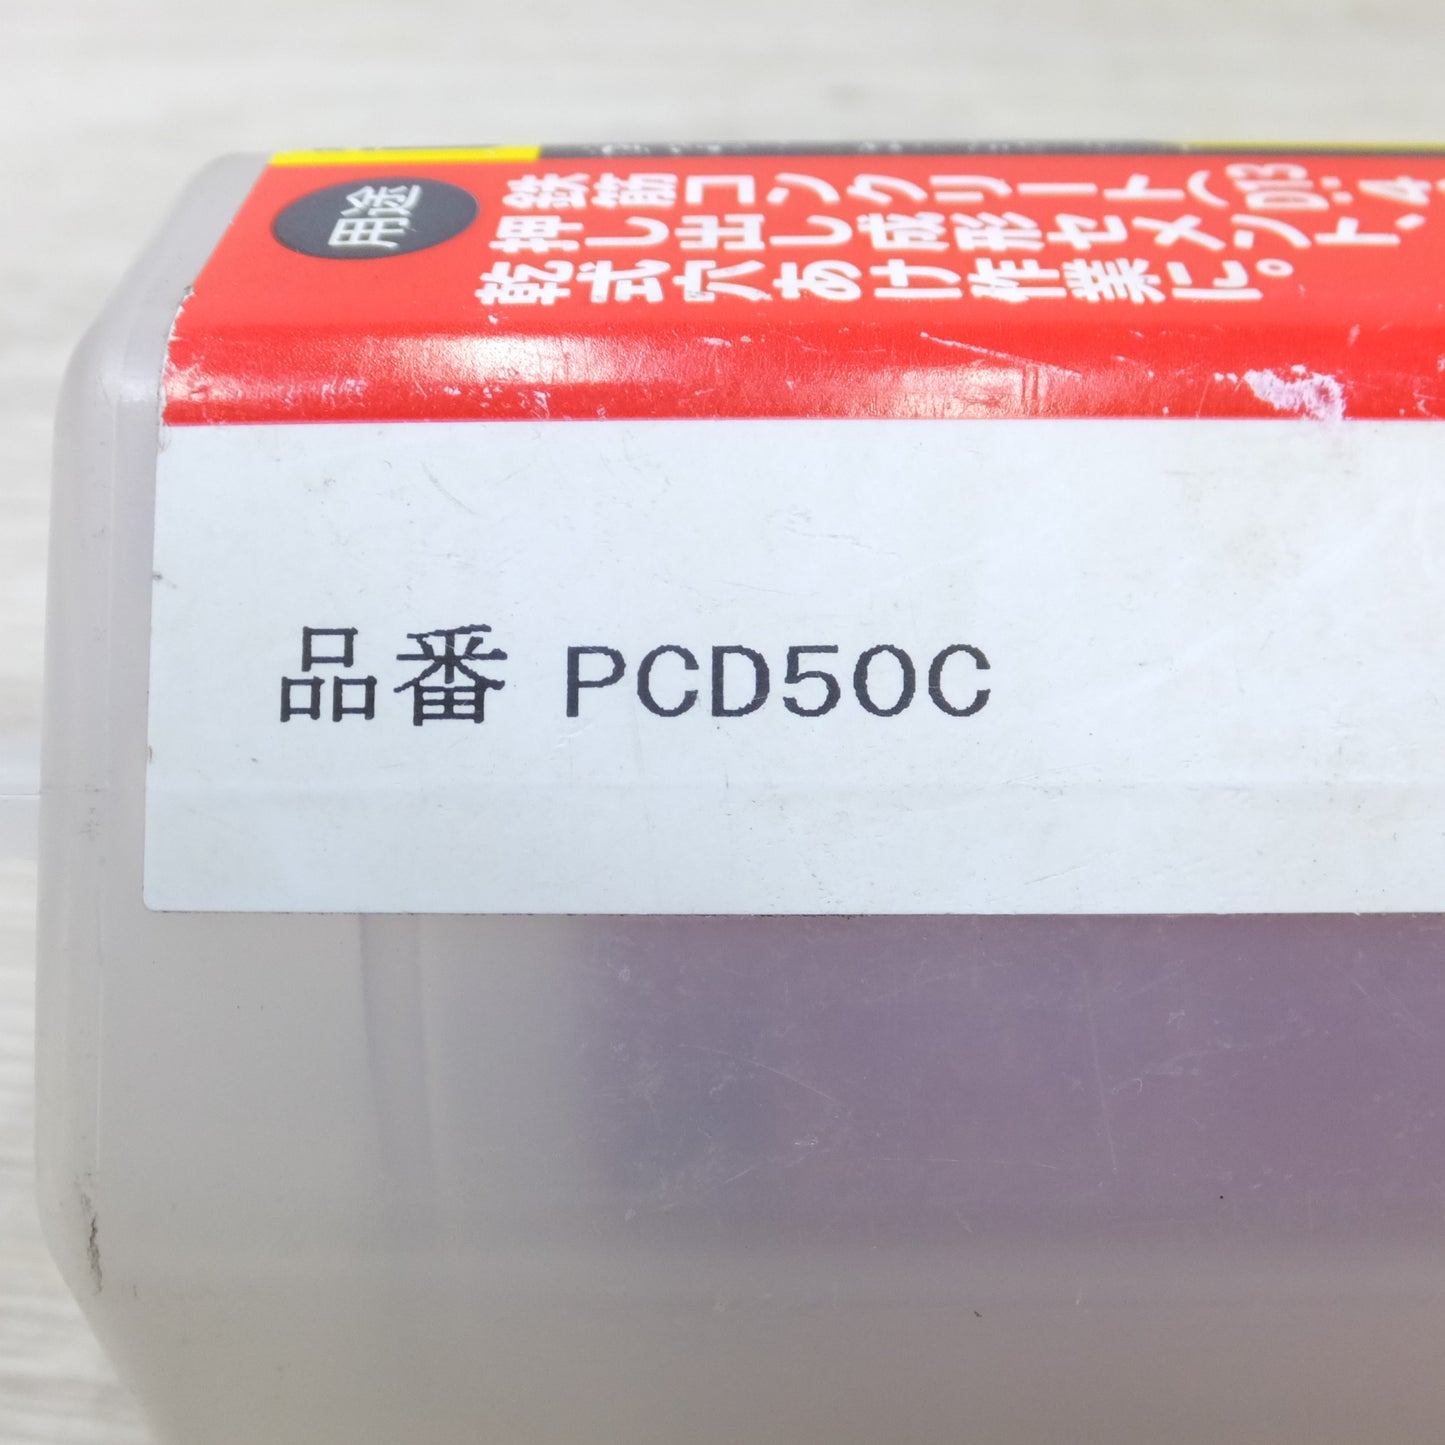 用途
鉄筋コンクリート(D13:4、
押し出し成形セメント、
乾式穴あけ作業に。
品番 PCD50C